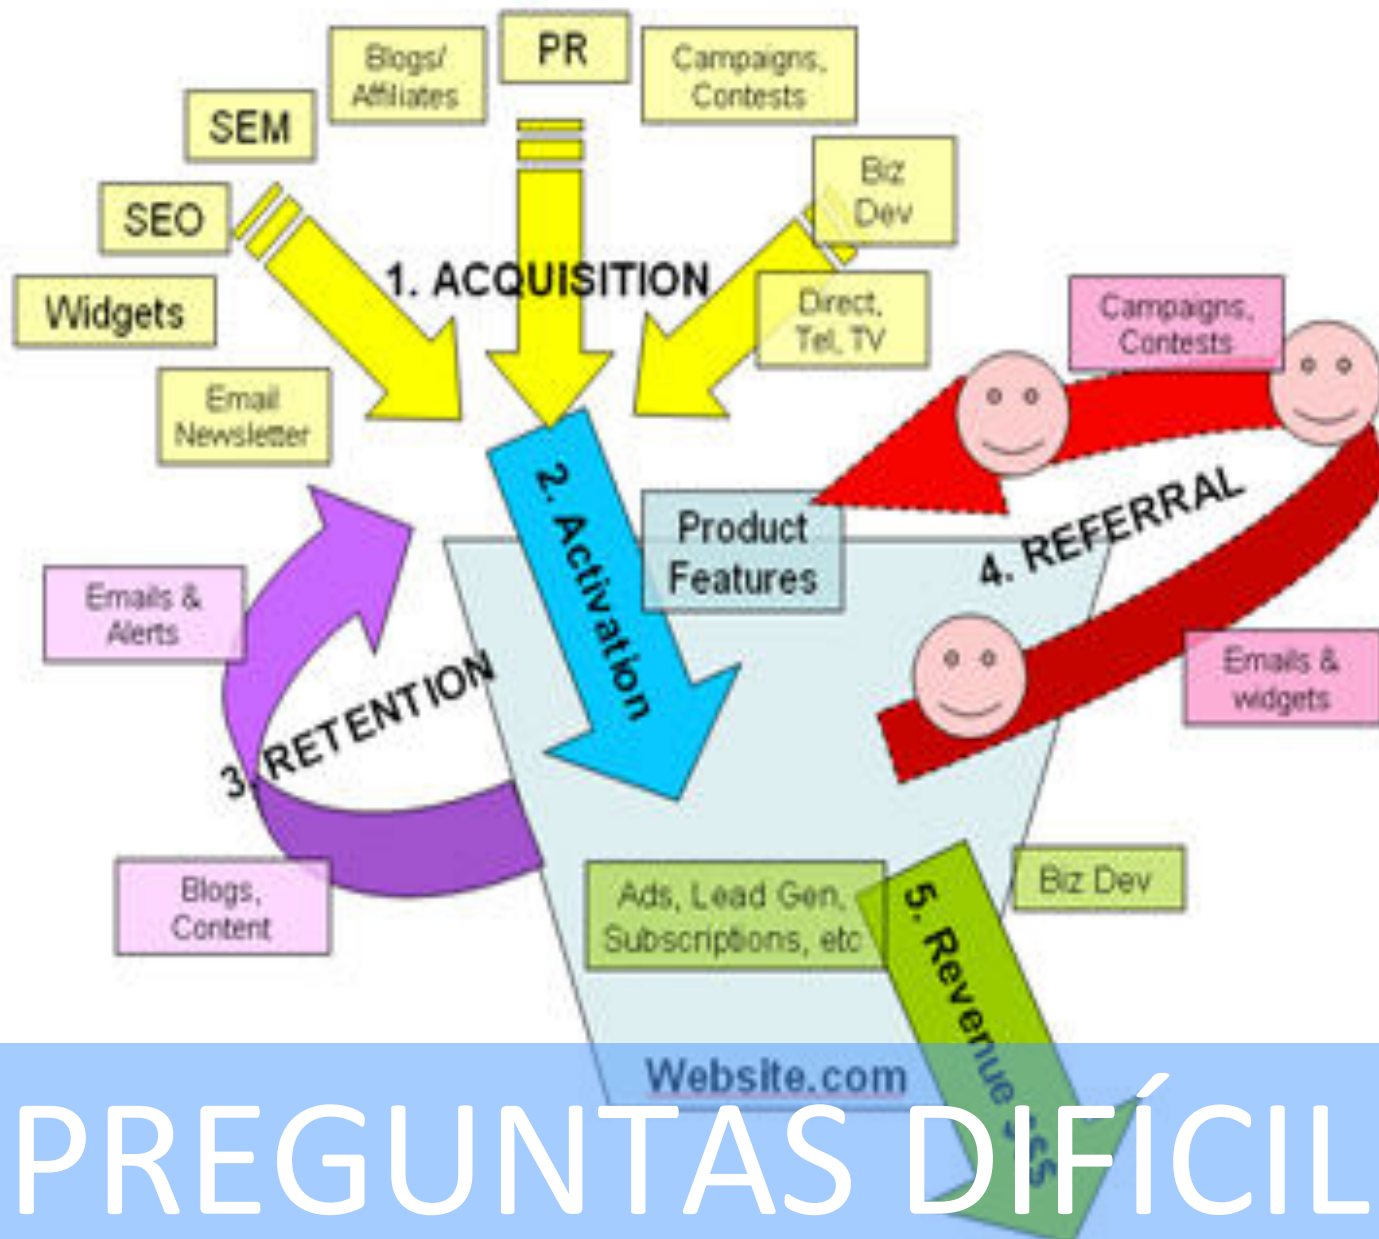 PR
Blogs/
Affiliates
Campaigns,
Contests
SEM
Biz
Dev
SEO
1. ACQUISITION
Widgets
Direct,
Tel, TV
Campaigns,
Contests
Email
Newsletter
2. Activation
Product
Features
4. REFERRAL
Emails &
Alerts
3. RETENTION
Emails &
widgets
Blogs,
Content
Ads, Lead Gen,
Subscriptions, etc
Biz Dev
5. Revenue $$$
Website.com
PREGUNTAS DIFÍCIL